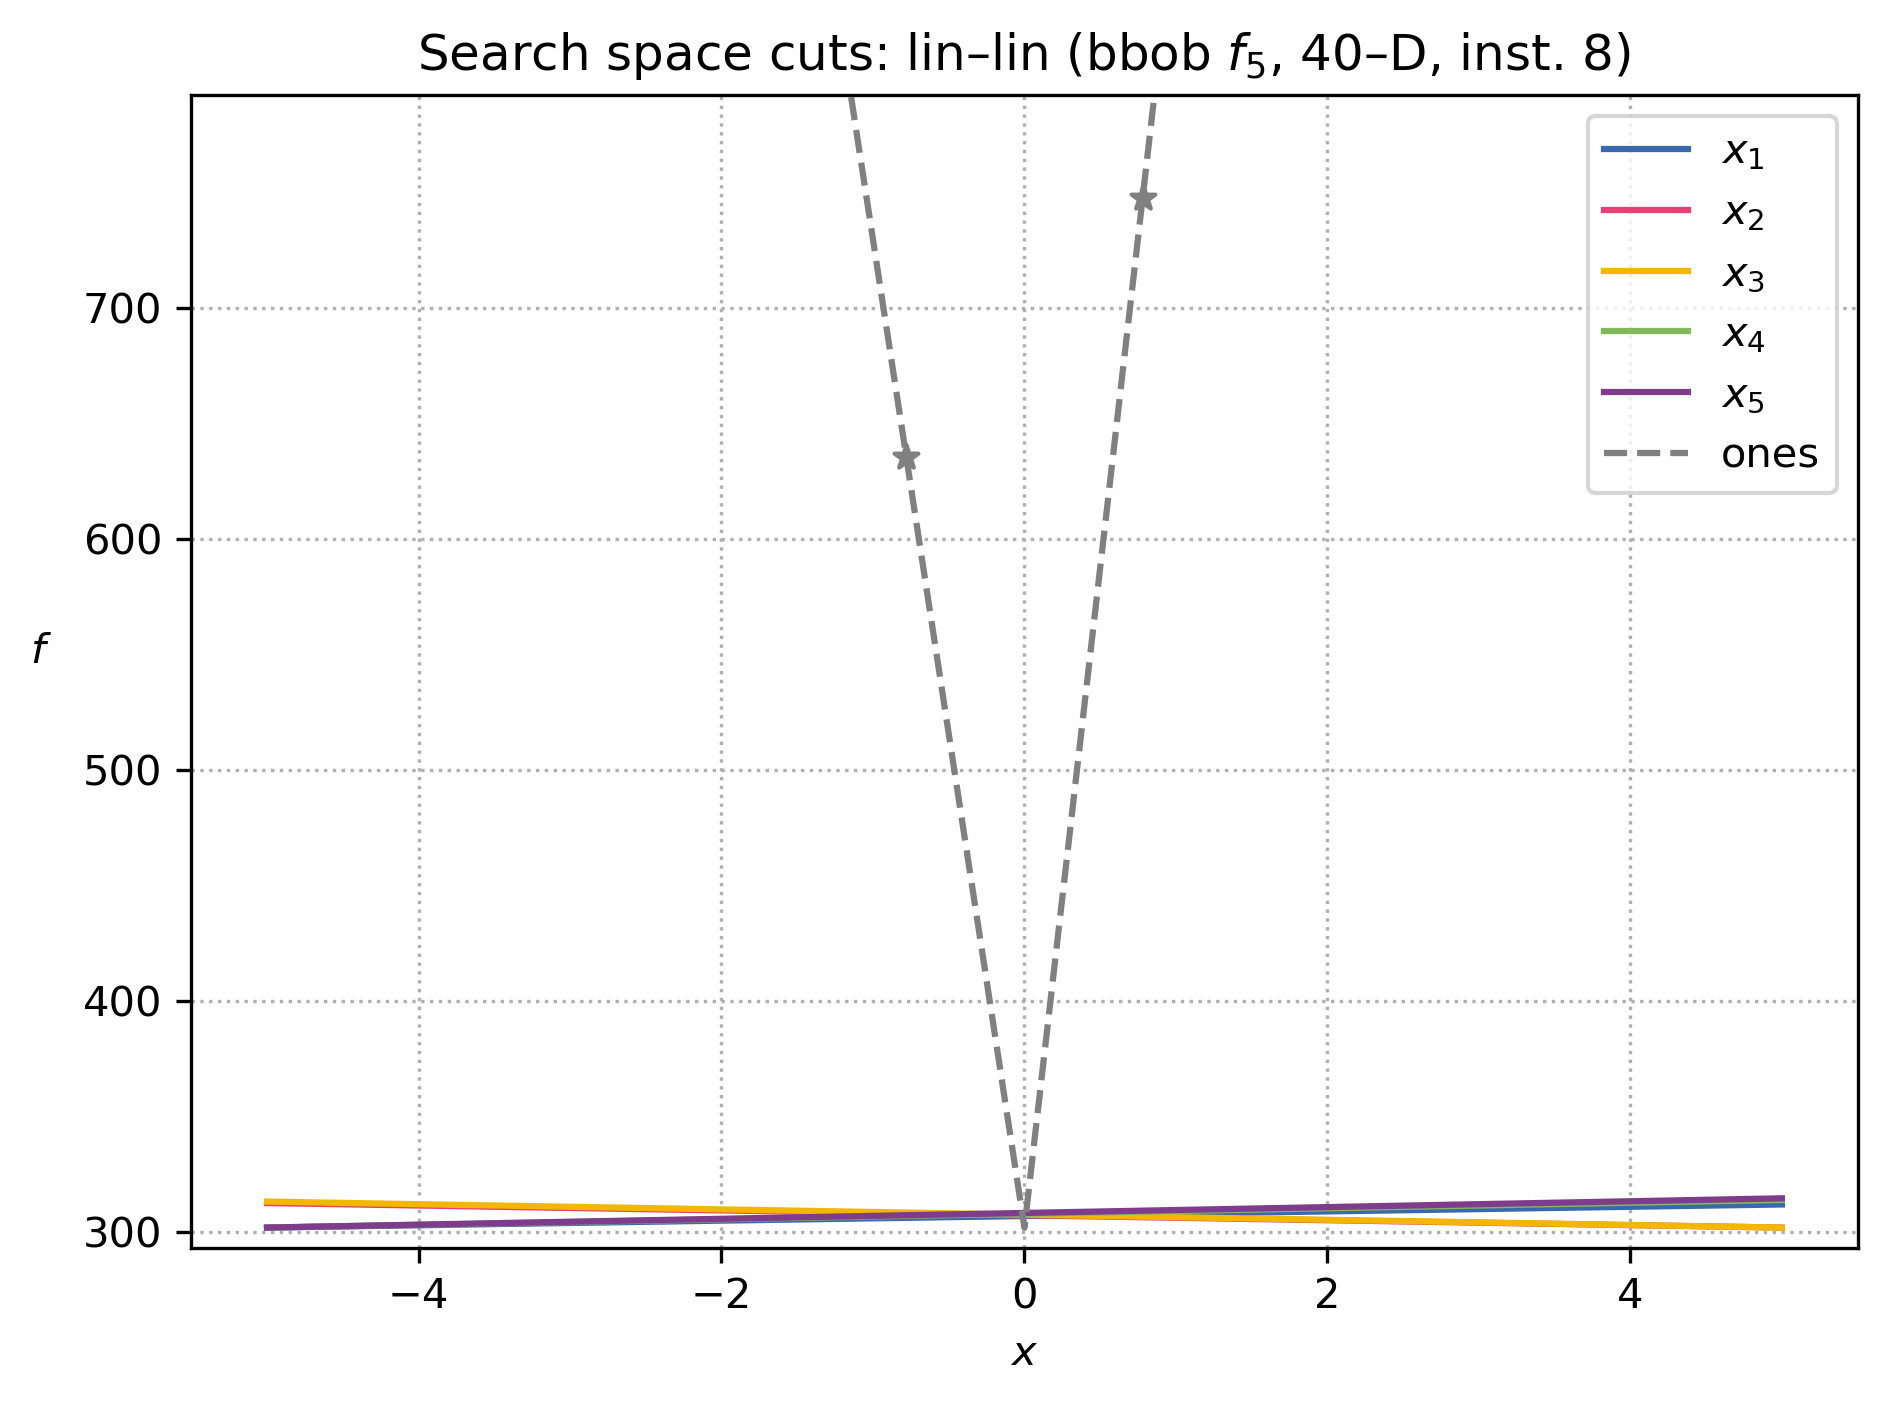 Search space cuts: lin–lin (bbob f₅, 40–D, inst. 8)
x₁
x₂
x₃
x₄
x₅
ones
700
600
500
400
300
f
−4 −2 0 2 4
x